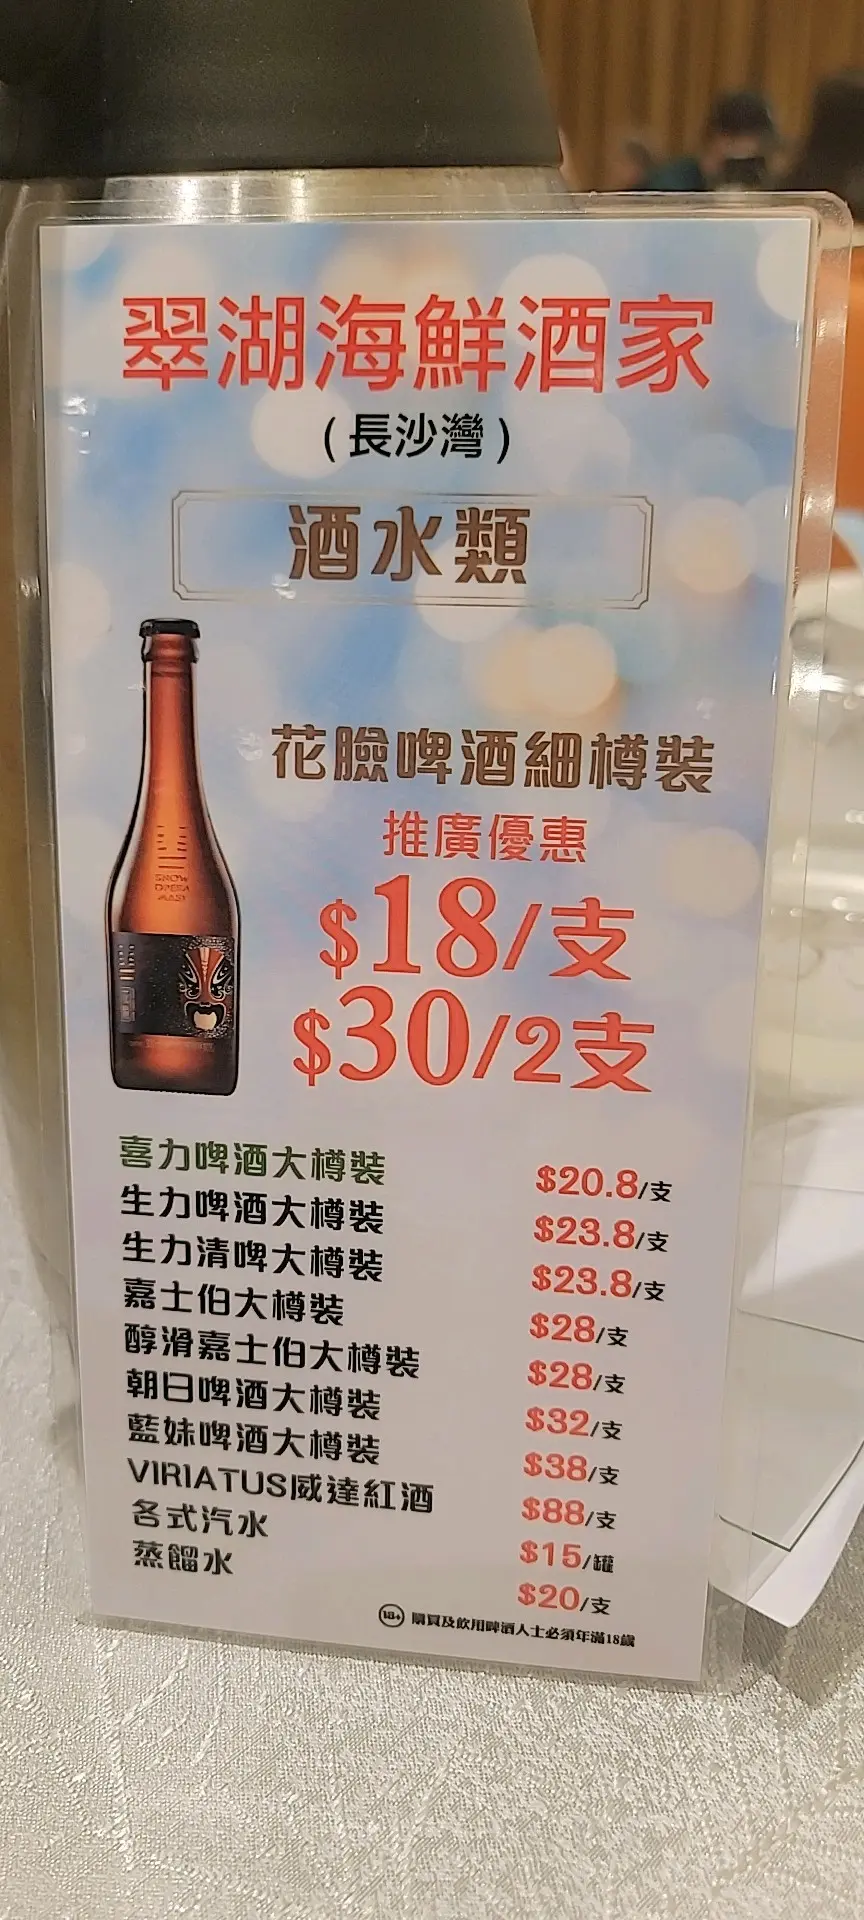 翠湖海鮮酒家
(長沙灣)
酒水類
SNOW
OPERA
MASK
花臉啤酒細樽裝
推廣優惠
$18/支
$30/2支
喜力啤酒大樽裝 $20.8/支
生力啤酒大樽裝 $23.8/支
生力清啤大樽裝 $23.8/支
嘉士伯大樽裝 $28/支
醇滑嘉士伯大樽裝 $28/支
朝日啤酒大樽裝 $32/支
藍妹啤酒大樽裝 $38/支
VIRIATUS威達紅酒 $88/支
各式汽水 $15/罐
蒸餾水 $20/支
18+ 購買及飲用啤酒人士必須年滿18歲